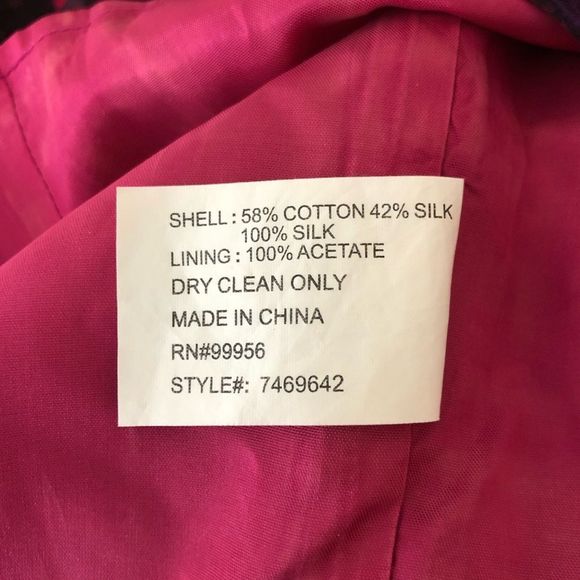 SHELL : 58% COTTON 42% SILK
100% SILK
LINING : 100% ACETATE
DRY CLEAN ONLY
MADE IN CHINA
RN#99956
STYLE#: 7469642